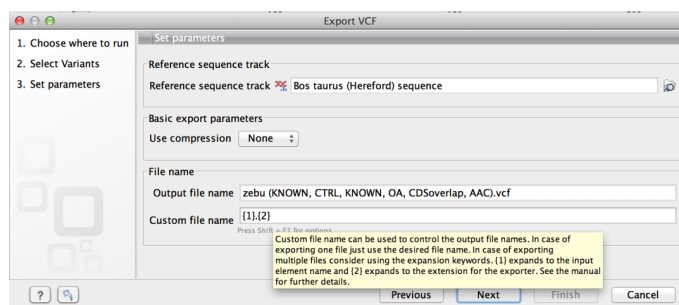 Export VCF
1. Choose where to run
2. Select Variants
3. Set parameters
Set parameters
Reference sequence track
Reference sequence track Bos taurus (Hereford) sequence
Basic export parameters
Use compression None
File name
Output file name zebu (KNOWN, CTRL, KNOWN, OA, CDSoverlap, AAC).vcf
Custom file name {1}.{2}
Press Shift + F1 for options
Custom file name can be used to control the output file names. In case of
exporting one file just use the desired file name. In case of exporting
multiple files consider using the expansion keywords. {1} expands to the input
element name and {2} expands to the extension for the exporter. See the manual
for further details.
? Previous Next Finish Cancel